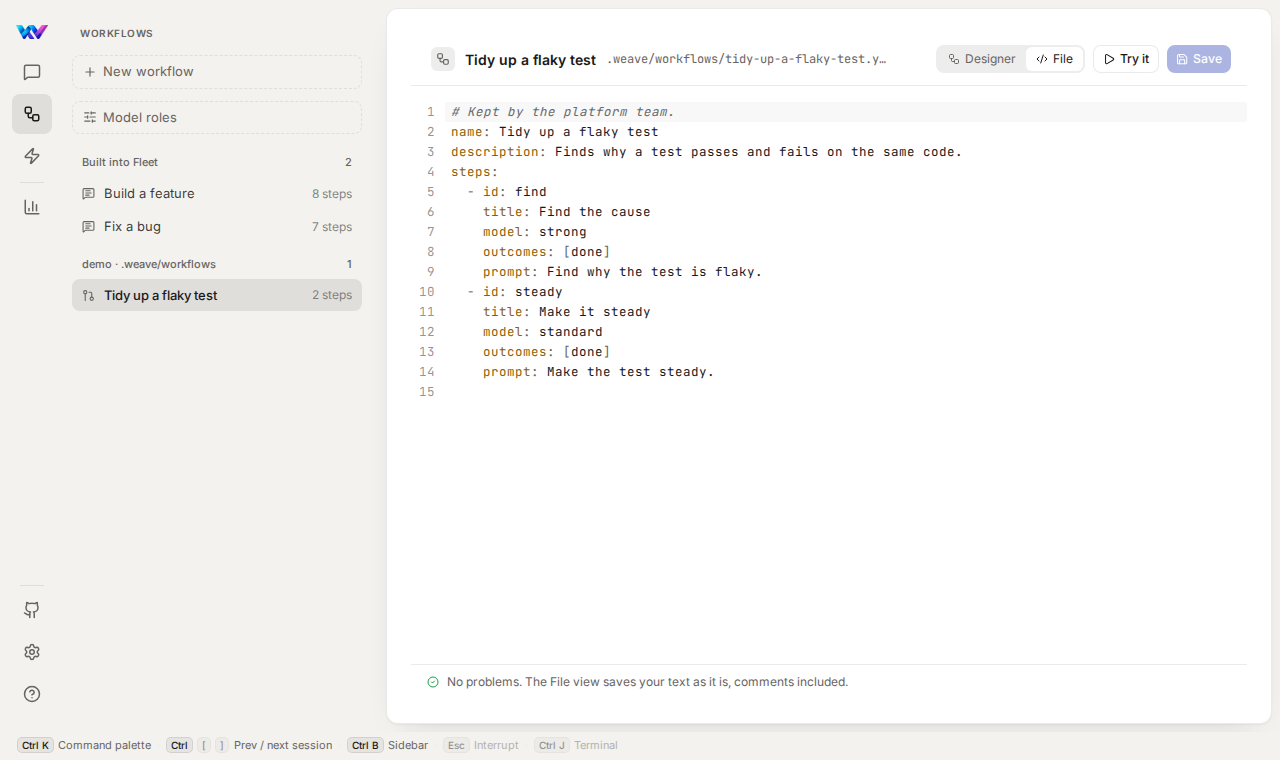 WORKFLOWS
New workflow
Model roles
Built into Fleet 2
Build a feature 8 steps
Fix a bug 7 steps
demo · .weave/workflows 1
Tidy up a flaky test 2 steps
Tidy up a flaky test .weave/workflows/tidy-up-a-flaky-test.y… Designer File Try it Save
1 # Kept by the platform team.
2 name: Tidy up a flaky test
3 description: Finds why a test passes and fails on the same code.
4 steps:
5 - id: find
6 title: Find the cause
7 model: strong
8 outcomes: [done]
9 prompt: Find why the test is flaky.
10 - id: steady
11 title: Make it steady
12 model: standard
13 outcomes: [done]
14 prompt: Make the test steady.
15
No problems. The File view saves your text as it is, comments included.
Ctrl K Command palette Ctrl [ ] Prev / next session Ctrl B Sidebar Esc Interrupt Ctrl J Terminal